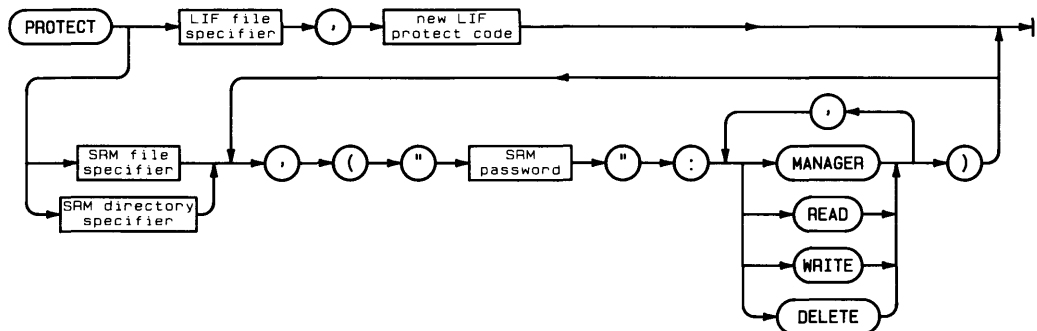 PROTECT
LIF file
specifier
,
new LIF
protect code
,
SRM file
specifier
SRM directory
specifier
,
(
"
SRM
password
"
:
MANAGER
)
READ
WRITE
DELETE